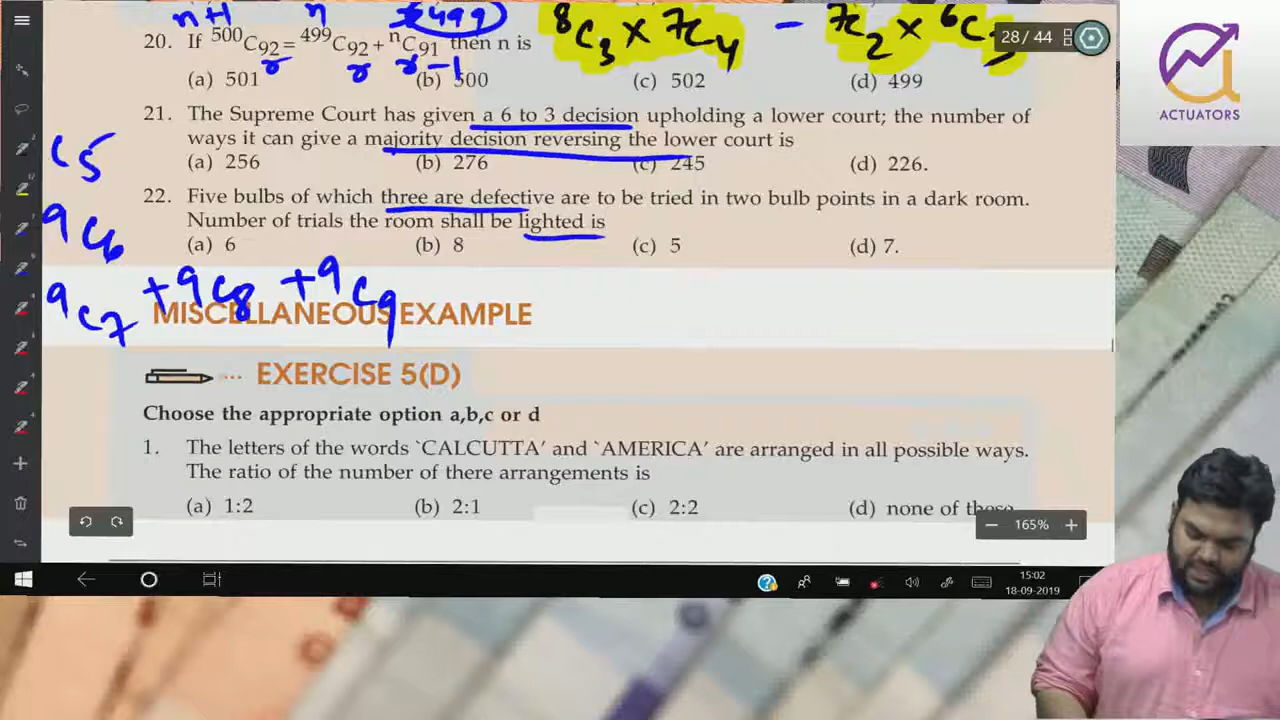 n+1 n (499) ⁸C₃ × 7C₄ – 7C₂ × ⁶C
28 / 44
20. If ⁵⁰⁰C₉₂ = ⁴⁹⁹C₉₂ + ⁿC₉₁ then n is
r r r–1
(a) 501 (b) 500 (c) 502 (d) 499
21. The Supreme Court has given a 6 to 3 decision upholding a lower court; the number of
ways it can give a majority decision reversing the lower court is
(a) 256 (b) 276 (c) 245 (d) 226.
C5
22. Five bulbs of which three are defective are to be tried in two bulb points in a dark room.
Number of trials the room shall be lighted is
9C6
(a) 6 (b) 8 (c) 5 (d) 7.
9C7 + 9C8 + 9C9
MISCELLANEOUS EXAMPLE
EXERCISE 5(D)
Choose the appropriate option a,b,c or d
1. The letters of the words `CALCUTTA' and `AMERICA' are arranged in all possible ways.
The ratio of the number of there arrangements is
(a) 1:2 (b) 2:1 (c) 2:2 (d) none of these
165%
15:02
18-09-2019
ACTUATORS